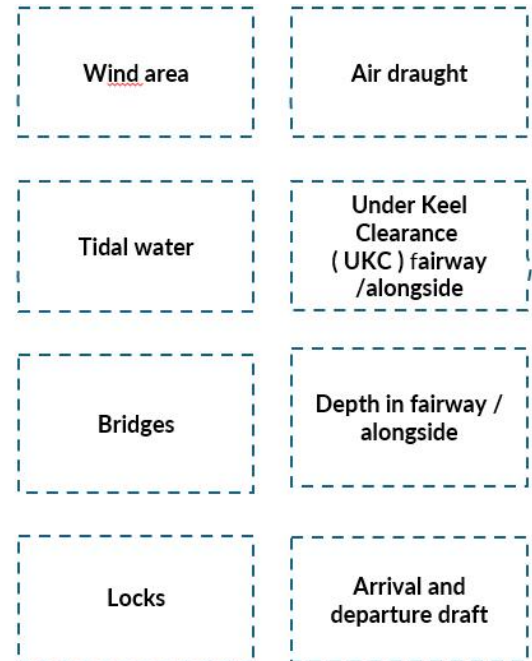 Wind area
Air draught
Tidal water
Under Keel
Clearance
( UKC ) fairway
/alongside
Bridges
Depth in fairway /
alongside
Locks
Arrival and
departure draft